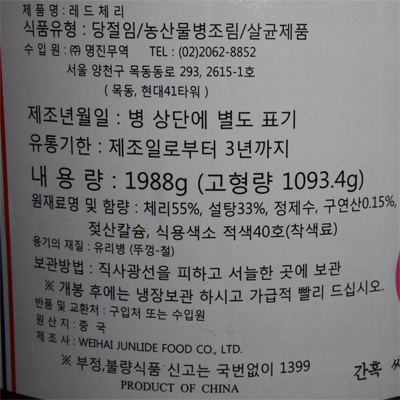 제품명 : 레드체리
식품유형 : 당절임/농산물병조림/살균제품
수 입 원 : ㈜ 명진무역 TEL : (02)2062-8852
서울 양천구 목동동로 293, 2615-1호
( 목동, 현대41타워 )
제조년월일 : 병 상단에 별도 표기
유통기한 : 제조일로부터 3년까지
내 용 량 : 1988g (고형량 1093.4g)
원재료명 및 함량 : 체리55%, 설탕33%, 정제수, 구연산0.15%,
젖산칼슘, 식용색소 적색40호(착색료)
용기의 재질 : 유리병 (뚜껑-철)
보관방법 : 직사광선을 피하고 서늘한 곳에 보관
※ 개봉 후에는 냉장보관 하시고 가급적 빨리 드십시오.
반품 및 교환처 : 구입처 또는 수입원
원 산 지 : 중 국
제 조 사 : WEIHAI JUNLIDE FOOD CO., LTD.
※ 부정,불량식품 신고는 국번없이 1399
간혹
PRODUCT OF CHINA